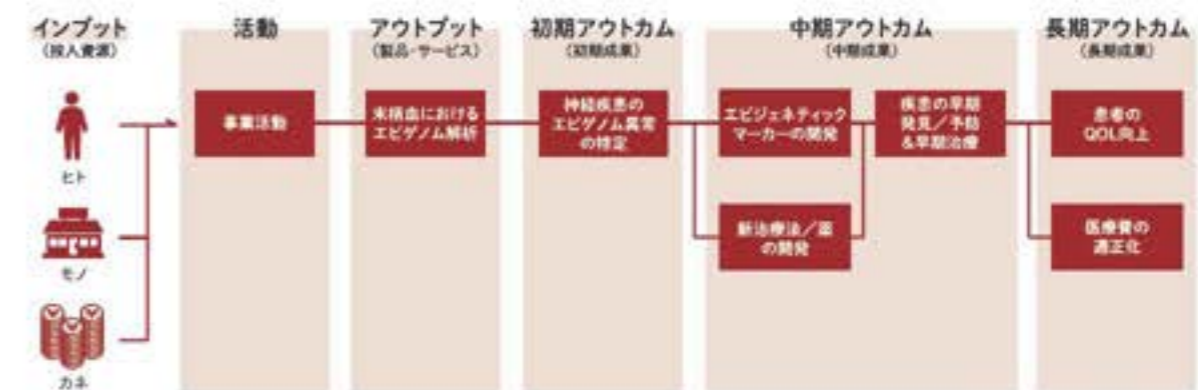 インプット
(投入資源)
活動
アウトプット
(製品・サービス)
初期アウトカム
(初期成果)
中期アウトカム
(中期成果)
長期アウトカム
(長期成果)
ヒト
モノ
カネ
事業活動
末梢血における
エピゲノム解析
神経疾患の
エピゲノム異常
の特定
エピジェネティック
マーカーの開発
新治療法/薬
の開発
疾患の早期
発見/予防
&早期治療
患者の
QOL向上
医療費の
適正化